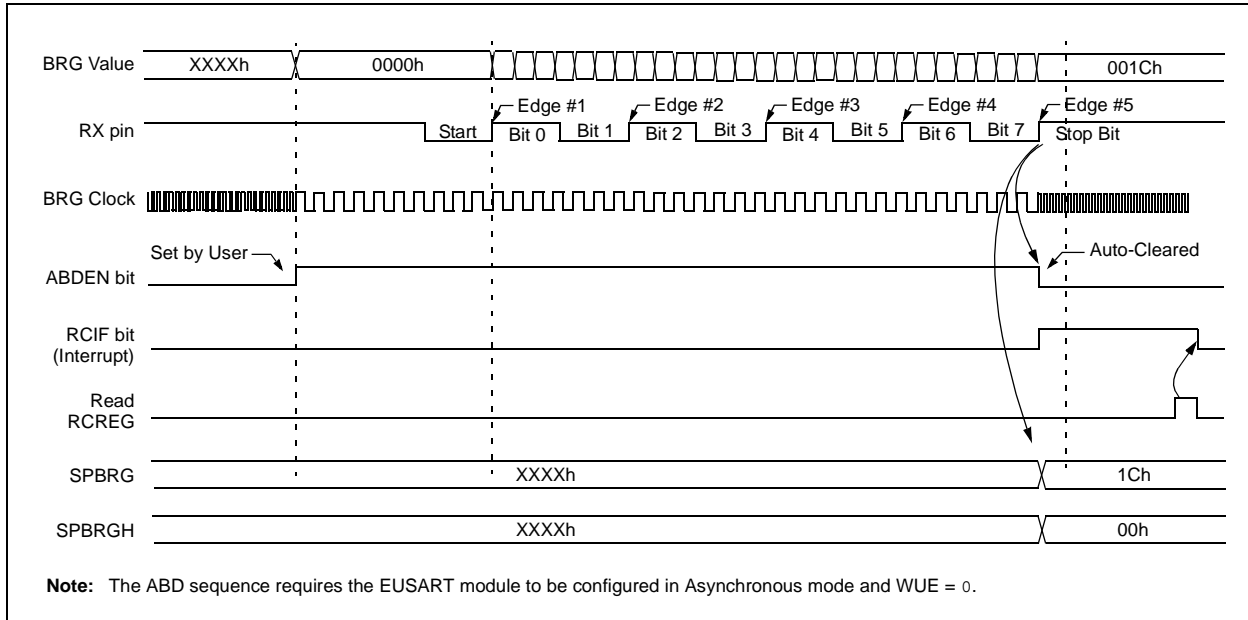 BRG Value XXXXh 0000h 001Ch
Edge #1 Edge #2 Edge #3 Edge #4 Edge #5
RX pin Start Bit 0 Bit 1 Bit 2 Bit 3 Bit 4 Bit 5 Bit 6 Bit 7 Stop Bit
BRG Clock
Set by User Auto-Cleared
ABDEN bit
RCIF bit
(Interrupt)
Read
RCREG
SPBRG XXXXh 1Ch
SPBRGH XXXXh 00h
Note: The ABD sequence requires the EUSART module to be configured in Asynchronous mode and WUE = 0.